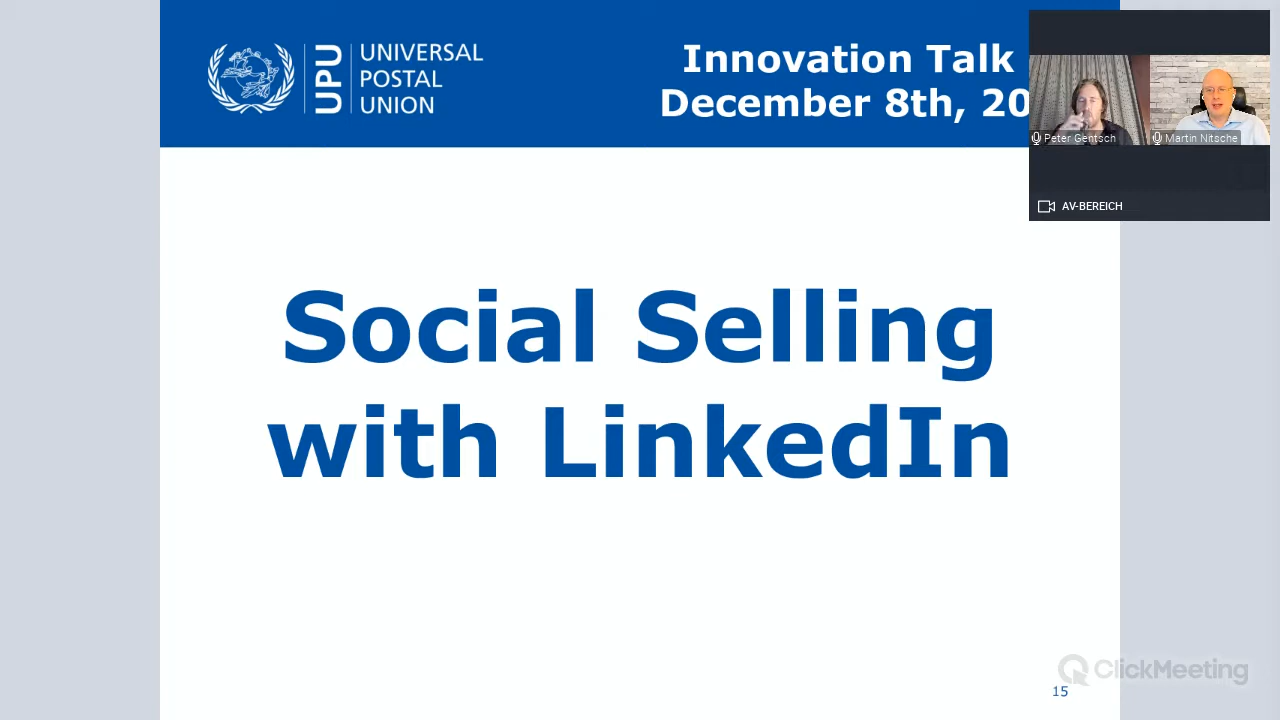 UPU
UNIVERSAL
POSTAL
UNION
Innovation Talk
December 8th, 20
Peter Gentsch
Martin Nitsche
AV-BEREICH
Social Selling
with LinkedIn
ClickMeeting
15